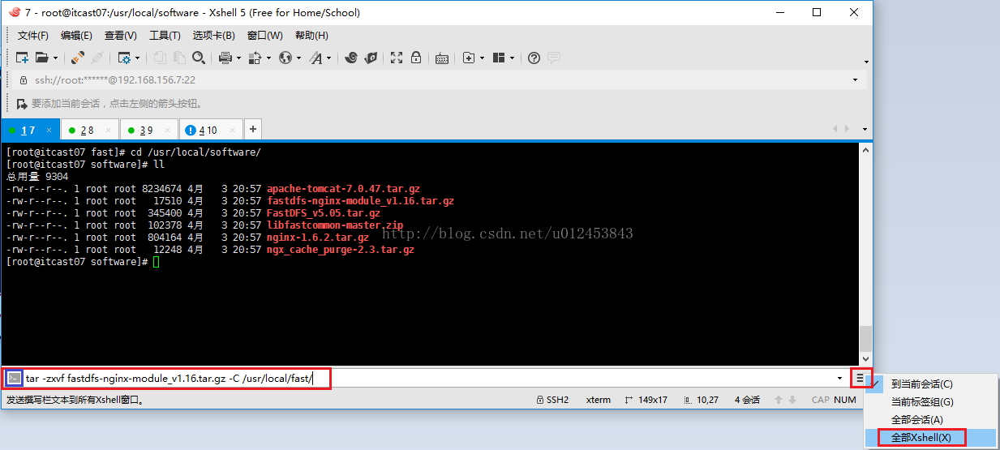 7 - root@itcast07:/usr/local/software - Xshell 5 (Free for Home/School)
文件(F) 编辑(E) 查看(V) 工具(T) 选项卡(B) 窗口(W) 帮助(H)
ssh://root:******@192.168.156.7:22
要添加当前会话，点击左侧的箭头按钮。
1 7 × 2 8 × 3 9 × 4 10 × +
[root@itcast07 fast]# cd /usr/local/software/
[root@itcast07 software]# ll
总用量 9304
-rw-r--r--. 1 root root 8234674 4月 3 20:57 apache-tomcat-7.0.47.tar.gz
-rw-r--r--. 1 root root 17510 4月 3 20:57 fastdfs-nginx-module_v1.16.tar.gz
-rw-r--r--. 1 root root 345400 4月 3 20:57 FastDFS_v5.05.tar.gz
-rw-r--r--. 1 root root 102378 4月 3 20:57 libfastcommon-master.zip
-rw-r--r--. 1 root root 804164 4月 3 20:57 nginx-1.6.2.tar.gz
-rw-r--r--. 1 root root 12248 4月 3 20:57 ngx_cache_purge-2.3.tar.gz
[root@itcast07 software]#
http://blog.csdn.net/u012453843
tar -zxvf fastdfs-nginx-module_v1.16.tar.gz -C /usr/local/fast/
发送撰写栏文本到所有Xshell窗口。 SSH2 xterm 149x17 10,27 4 会话 CAP NUM
到当前会话(C)
当前标签组(G)
全部会话(A)
全部Xshell(X)